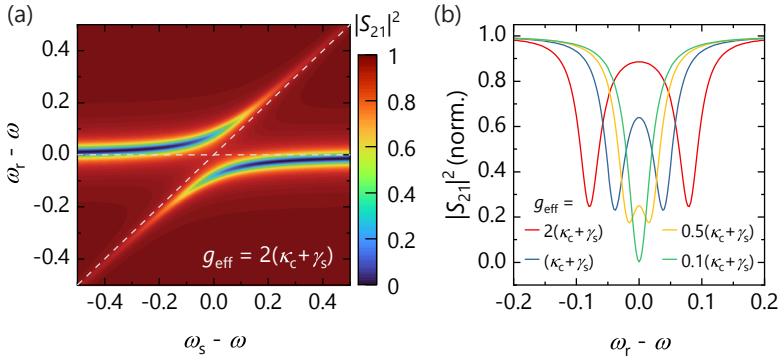 (a)
|S21|²
0.4
0.2
0.0
-0.2
-0.4
ωr - ω
-0.4 -0.2 0.0 0.2 0.4
ωs - ω
geff = 2(κc+γs)
1
0.8
0.6
0.4
0.2
0
(b)
1.0
0.8
0.6
0.4
0.2
0.0
|S21|² (norm.)
geff =
2(κc+γs) 0.5(κc+γs)
(κc+γs) 0.1(κc+γs)
-0.2 -0.1 0.0 0.1 0.2
ωr - ω